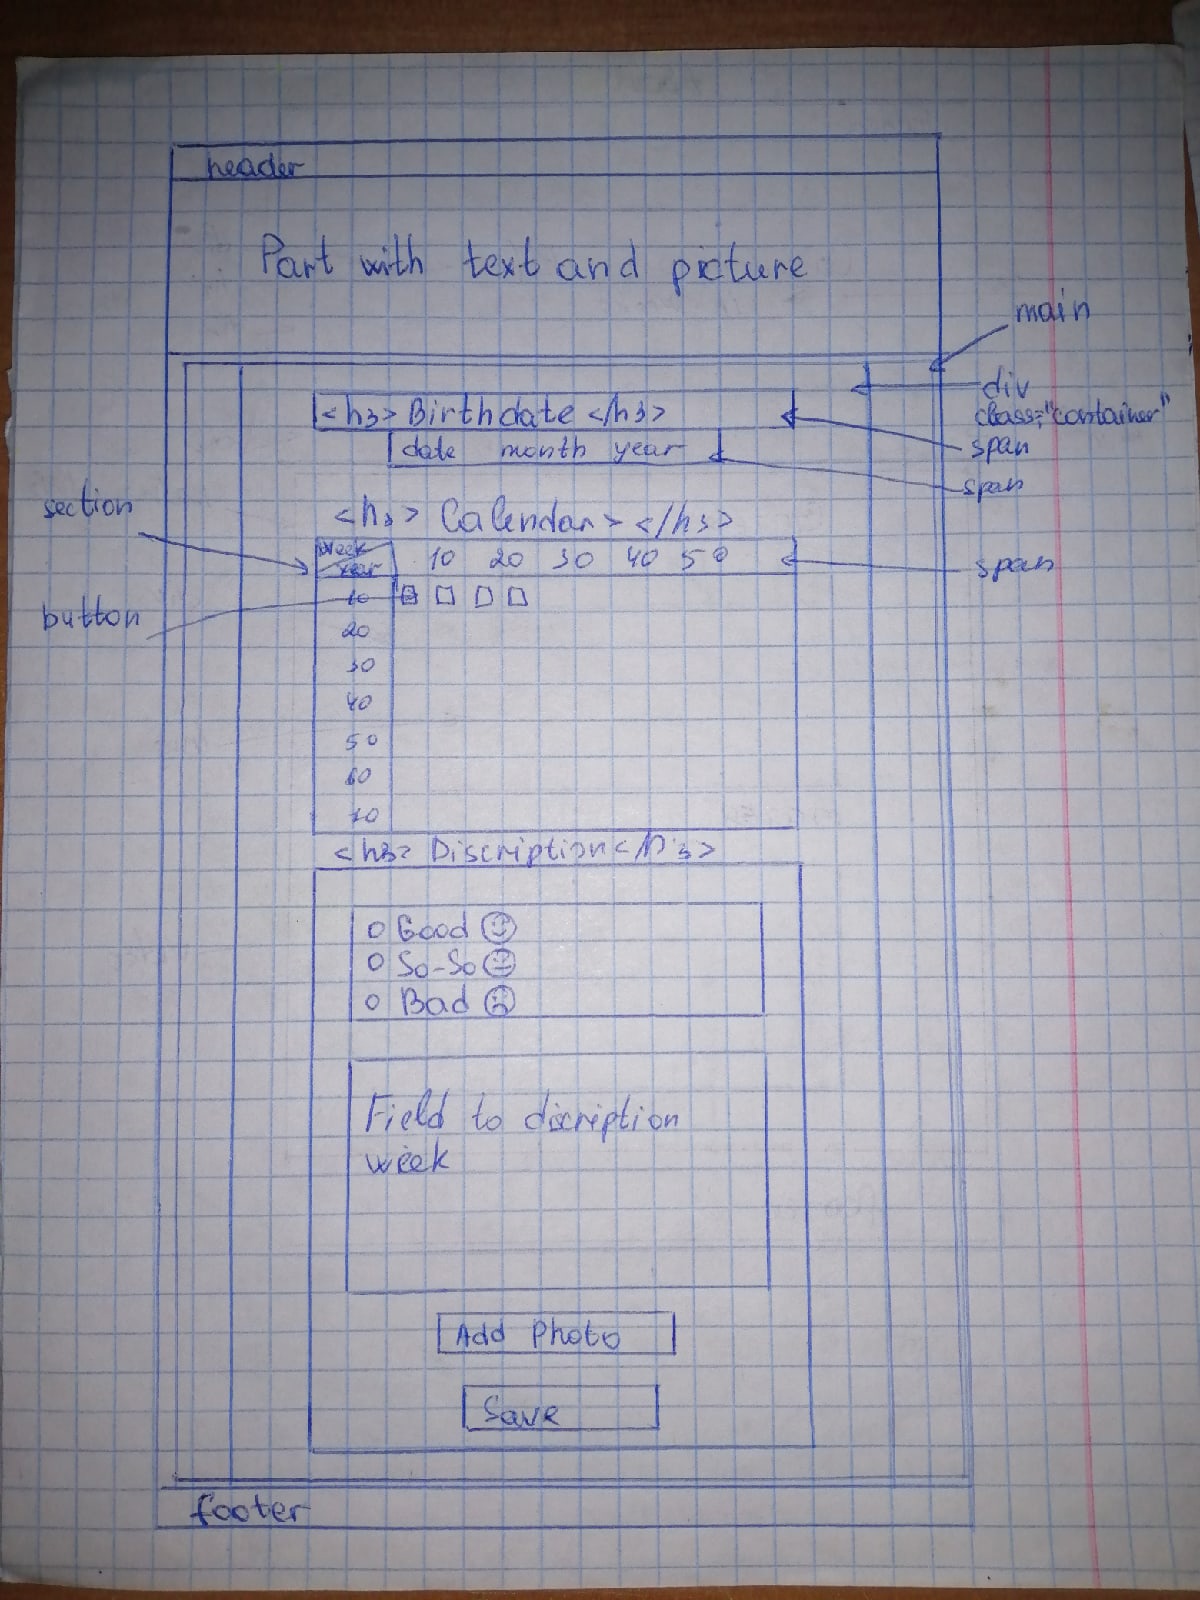 header
Part with text and picture
main
div
class="container"
<h3> Birthdate </h3>
span
date month year
span
section
<h3> Calendar> </h3>
week
year
10 20 30 40 50
span
button
10
20
30
40
50
60
70
<h3> Discription</h3>
Good
So-So
Bad
Field to discription
week
Add Photo
Save
footer